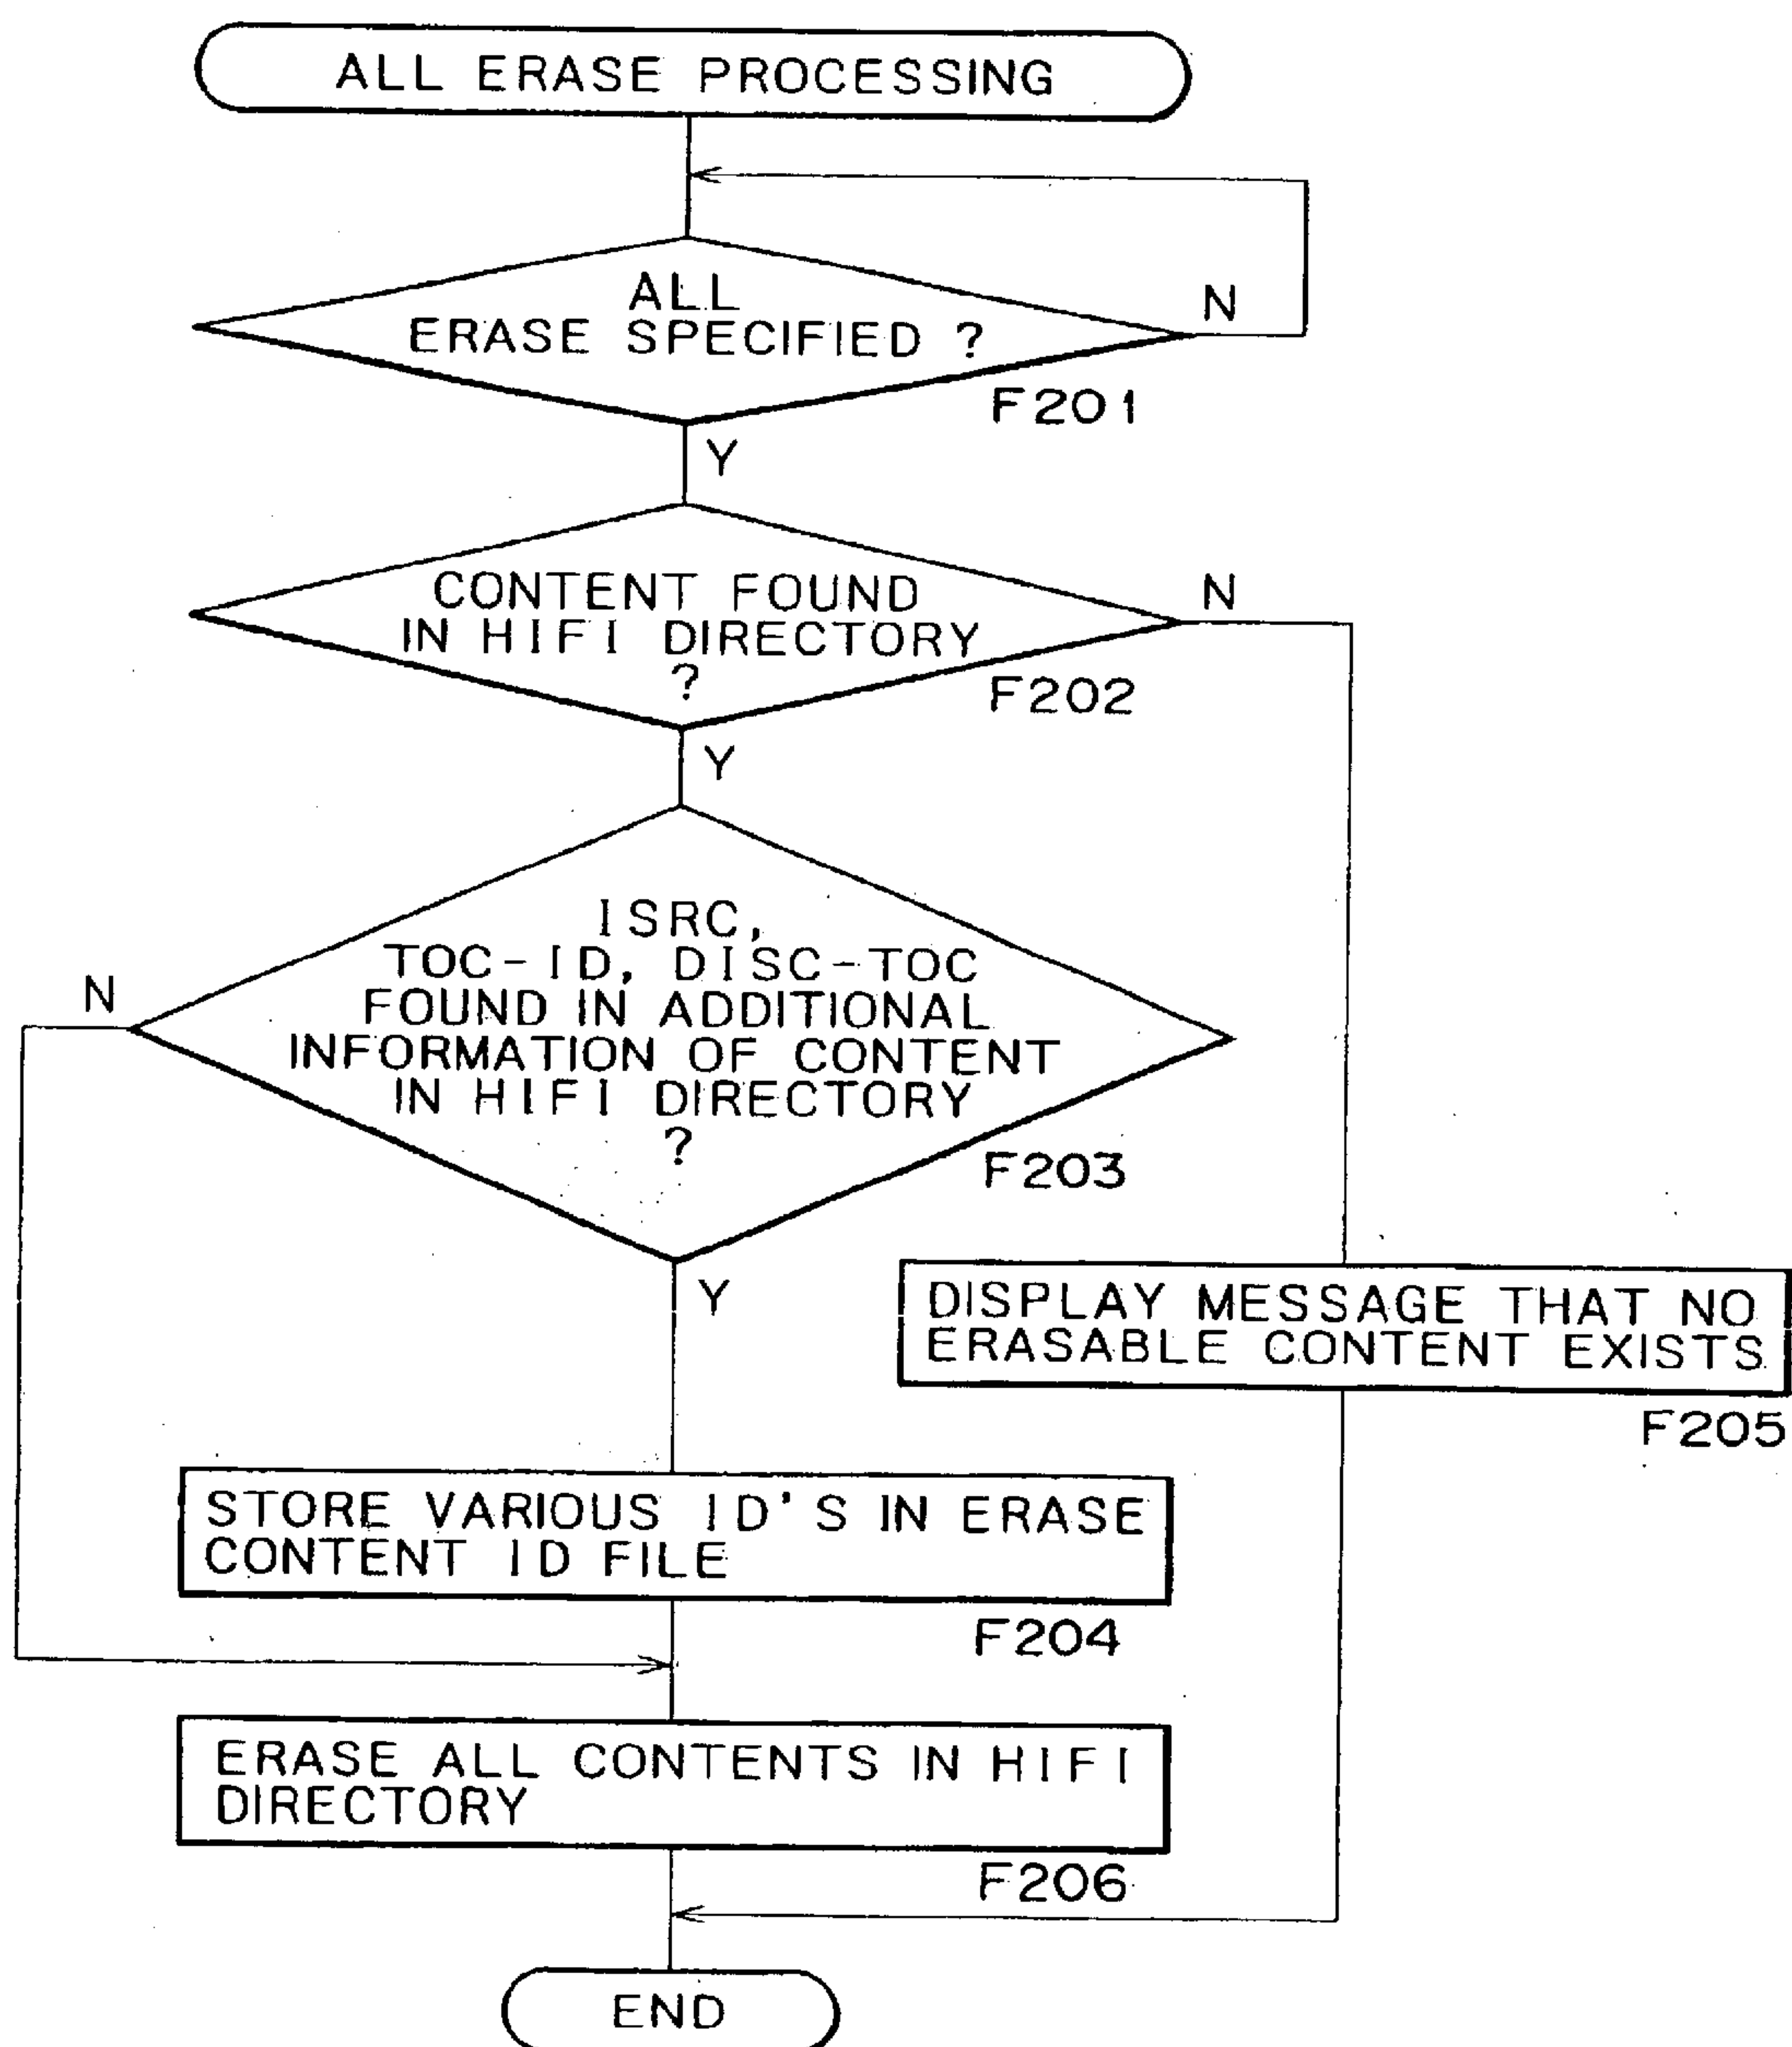 ALL ERASE PROCESSING
ALL
ERASE SPECIFIED ?
N
F201
Y
CONTENT FOUND
IN HIFI DIRECTORY
?
N
F202
Y
ISRC,
TOC-ID, DISC-TOC
FOUND IN ADDITIONAL
INFORMATION OF CONTENT
IN HIFI DIRECTORY
?
N
F203
Y
DISPLAY MESSAGE THAT NO
ERASABLE CONTENT EXISTS
F205
STORE VARIOUS ID'S IN ERASE
CONTENT ID FILE
F204
ERASE ALL CONTENTS IN HIFI
DIRECTORY
F206
END